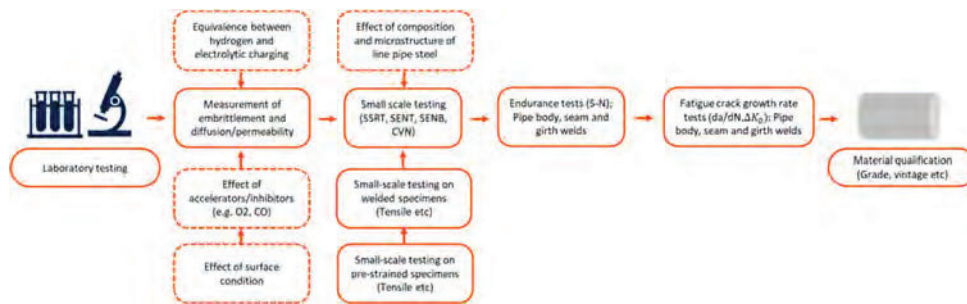 Equivalence between
hydrogen and
electrolytic charging
Effect of composition
and microstructure of
line pipe steel
Measurement of
embrittlement and
diffusion/permeability
Small scale testing
(SSRT, SENT, SENB,
CVN)
Endurance tests (S-N);
Pipe body, seam and
girth welds
Fatigue crack growth rate
tests (da/dN,ΔK₀); Pipe
body, seam and girth welds
Laboratory testing
Material qualification
(Grade, vintage etc)
Effect of
accelerators/inhibitors
(e.g. O2, CO)
Small-scale testing on
welded specimens
(Tensile etc)
Effect of surface
condition
Small-scale testing on
pre-strained specimens
(Tensile etc)